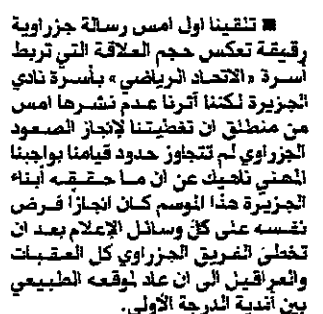 ■ تلقينا اول امس رسالة جزراوية
رقيقة تعكس حجم العلاقة التي تربط
أسرة «الاتحاد الرياضي» بأسرة نادي
الجزيرة لكننا آثرنا عدم نشرها امس
من منطلق ان تغطيتنا لإنجاز الصعود
الجزراوي لم تتجاوز حدود قيامنا بواجبنا
المهني ناهيك عن ان ما حققه أبناء
الجزيرة هذا الموسم كان انجازا فرض
نفسه على كل وسائل الإعلام بعد ان
تخطى الفريق الجزراوي كل العقبات
والعراقيل الى ان عاد لموقعه الطبيعي
بين أندية الدرجة الأولى.